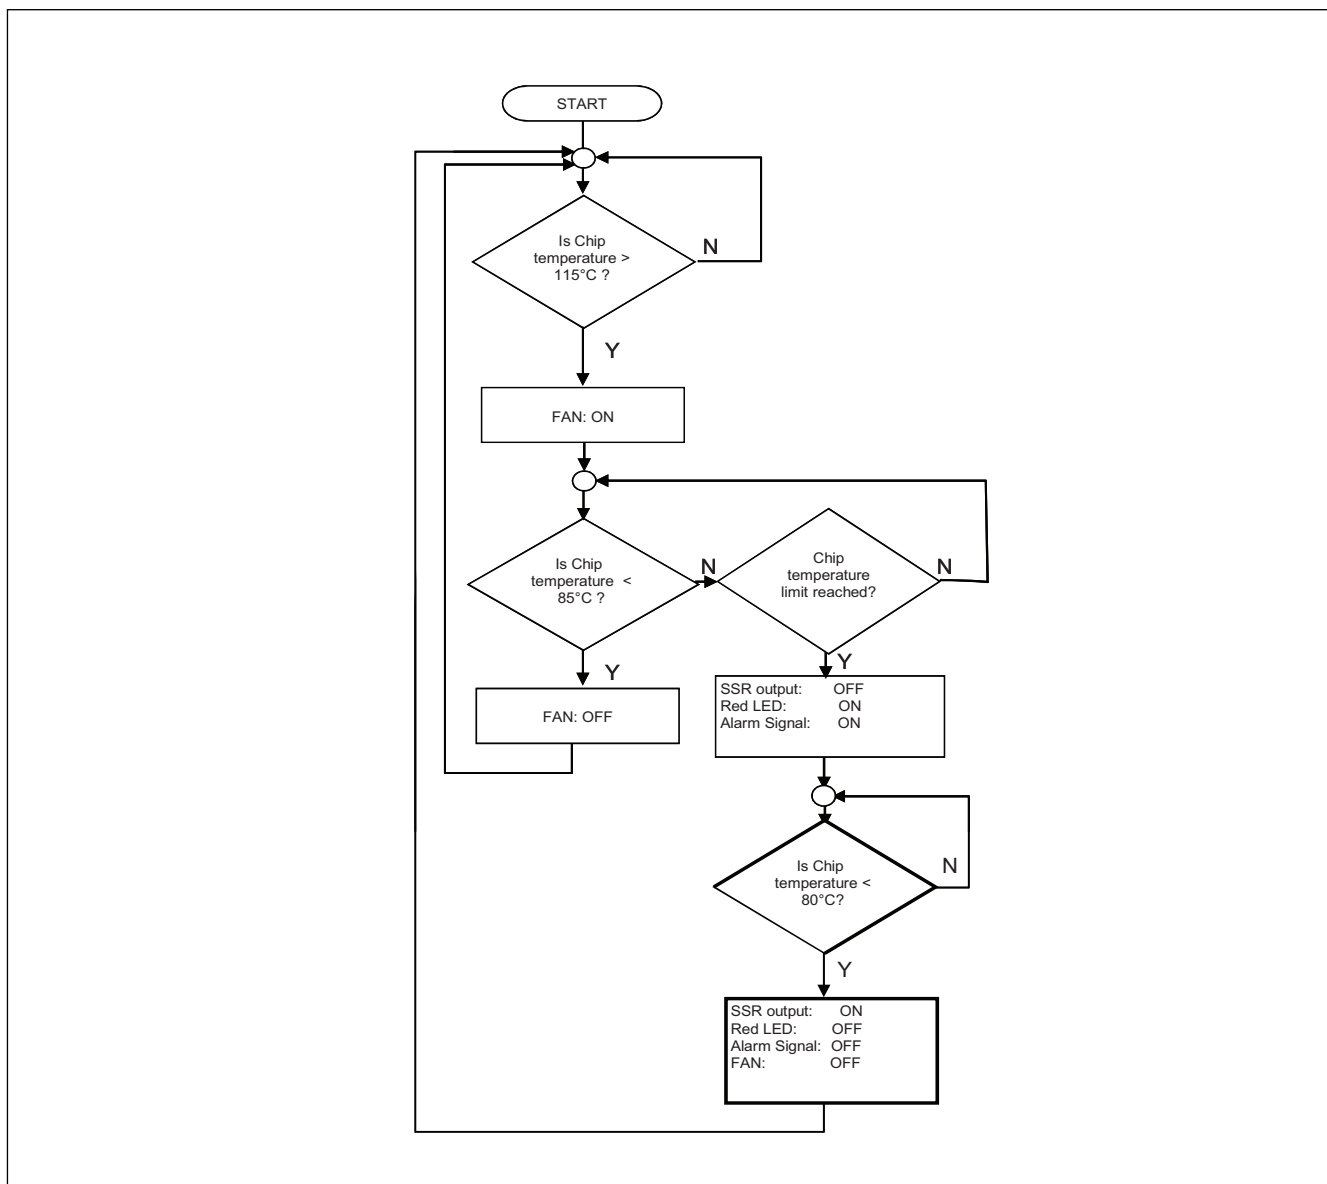 START
Is Chip
temperature >
115°C ?
N
Y
FAN: ON
Is Chip
temperature <
85°C ?
N
Chip
temperature
limit reached?
N
Y
FAN: OFF
Y
SSR output: OFF
Red LED: ON
Alarm Signal: ON
Is Chip
temperature <
80°C?
N
Y
SSR output: ON
Red LED: OFF
Alarm Signal: OFF
FAN: OFF